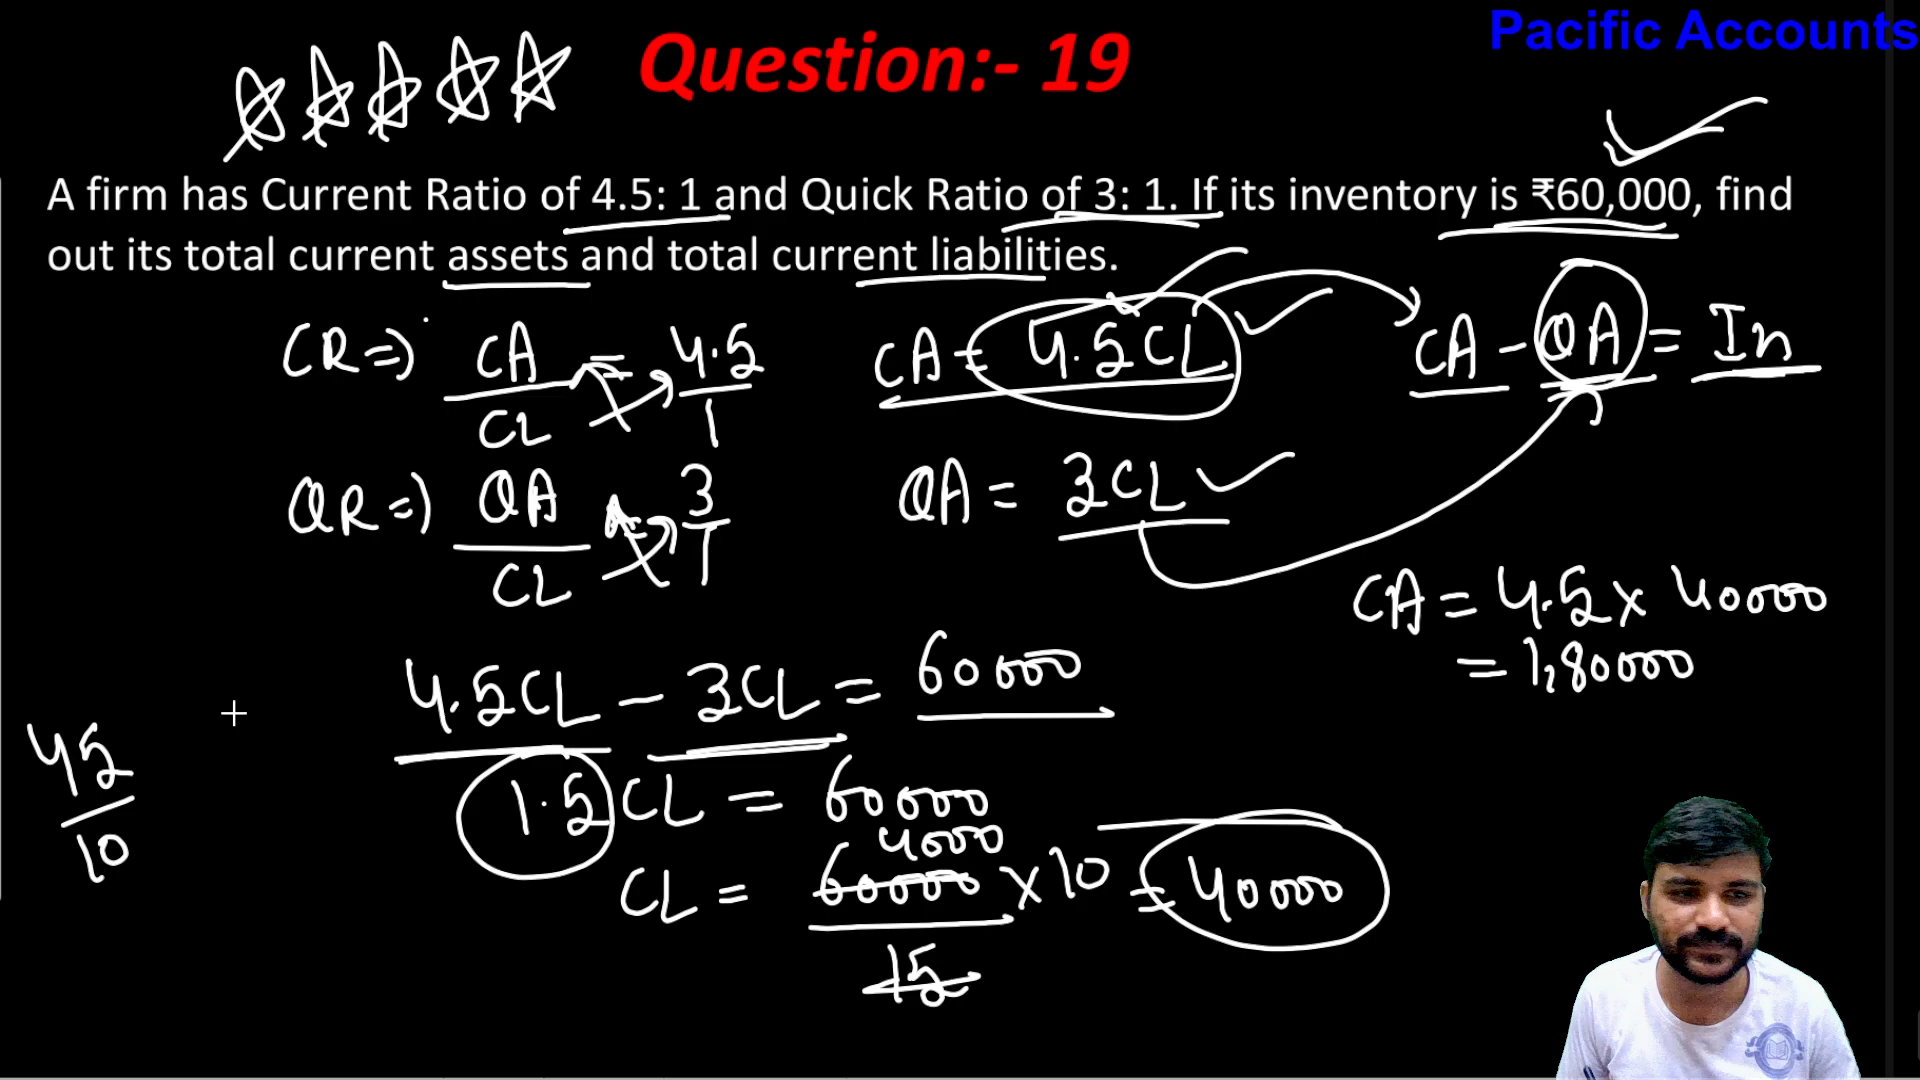 Pacific Accounts
Question:- 19
A firm has Current Ratio of 4.5: 1 and Quick Ratio of 3: 1. If its inventory is ₹60,000, find
out its total current assets and total current liabilities.
CR => CA/CL = 4.5/1
CA = 4.5CL
CA - QA = In
QR => QA/CL = 3/1
QA = 3CL
CA = 4.5 x 40000
= 1,80000
4.5CL - 3CL = 60000
45/10
1.5CL = 60000
4000
CL = 60000/15 x 10 = 40000